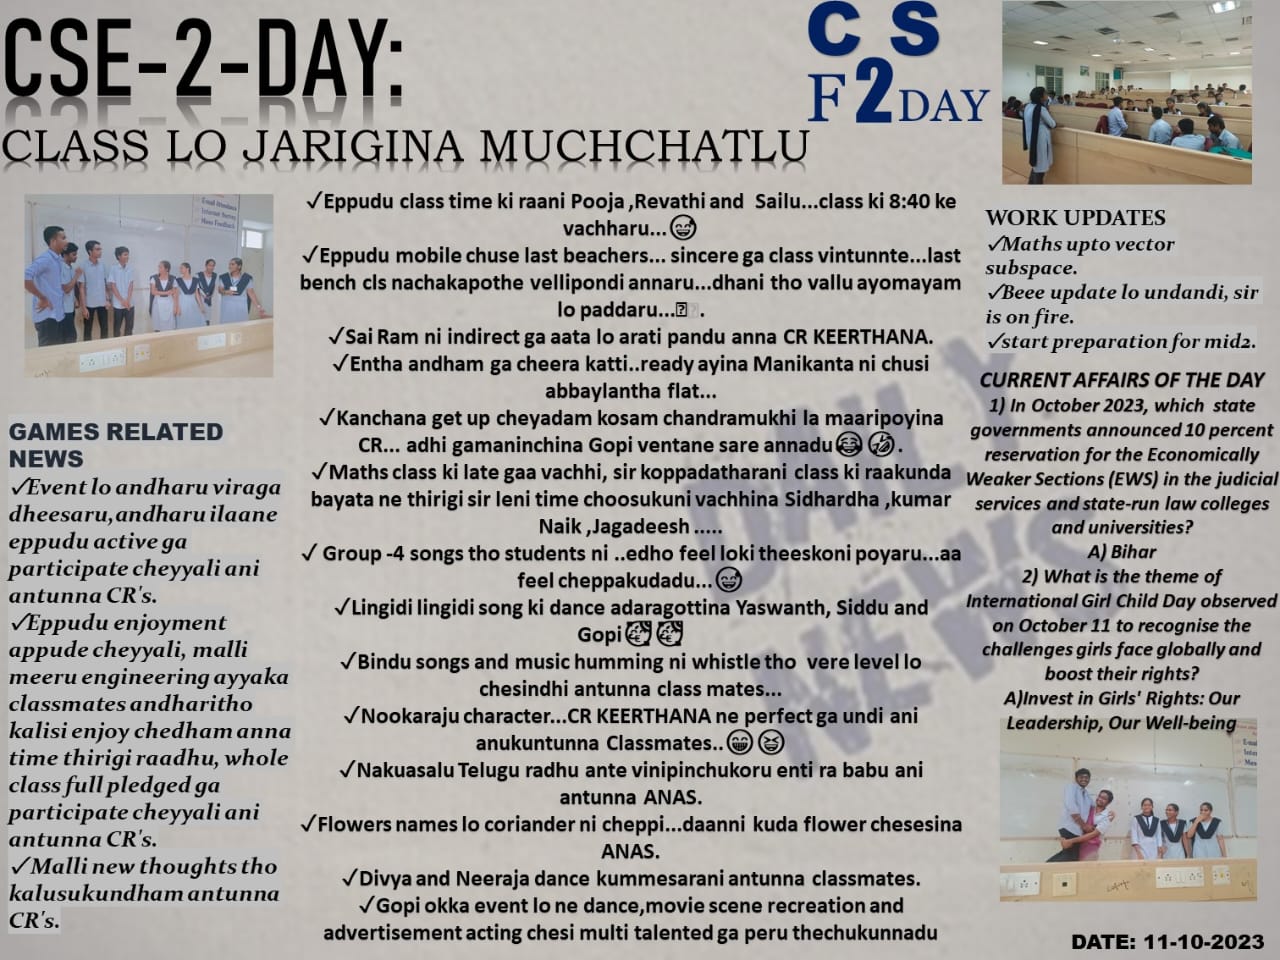 CSE-2-DAY:
CLASS LO JARIGINA MUCHCHATLU
C S
F 2 DAY
E-mail Attendance
✓Eppudu class time ki raani Pooja ,Revathi and Sailu...class ki 8:40 ke
vachharu...😅
✓Eppudu mobile chuse last beachers... sincere ga class vintunnte...last
bench cls nachakapothe vellipondi annaru...dhani tho vallu ayomayam
lo paddaru... .
✓Sai Ram ni indirect ga aata lo arati pandu anna CR KEERTHANA.
✓Entha andham ga cheera katti..ready ayina Manikanta ni chusi
abbaylantha flat...
✓Kanchana get up cheyadam kosam chandramukhi la maaripoyina
CR... adhi gamaninchina Gopi ventane sare annadu😂🤣.
✓Maths class ki late gaa vachhi, sir koppadatharani class ki raakunda
bayata ne thirigi sir leni time choosukuni vachhina Sidhardha ,kumar
Naik ,Jagadeesh .....
✓ Group -4 songs tho students ni ..edho feel loki theeskoni poyaru...aa
feel cheppakudadu...😅
✓Lingidi lingidi song ki dance adaragottina Yaswanth, Siddu and
Gopi
✓Bindu songs and music humming ni whistle tho vere level lo
chesindhi antunna class mates...
✓Nookaraju character...CR KEERTHANA ne perfect ga undi ani
anukuntunna Classmates..😁😆
✓Nakuasalu Telugu radhu ante vinipinchukoru enti ra babu ani
antunna ANAS.
✓Flowers names lo coriander ni cheppi...daanni kuda flower chesesina
ANAS.
✓Divya and Neeraja dance kummesarani antunna classmates.
✓Gopi okka event lo ne dance,movie scene recreation and
advertisement acting chesi multi talented ga peru thechukunnadu
GAMES RELATED
NEWS
✓Event lo andharu viraga
dheesaru,andharu ilaane
eppudu active ga
participate cheyyali ani
antunna CR's.
✓Eppudu enjoyment
appude cheyyali, malli
meeru engineering ayyaka
classmates andharitho
kalisi enjoy chedham anna
time thirigi raadhu, whole
class full pledged ga
participate cheyyali ani
antunna CR's.
✓Malli new thoughts tho
kalusukundham antunna
CR's.
WORK UPDATES
✓Maths upto vector
subspace.
✓Beee update lo undandi, sir
is on fire.
✓start preparation for mid2.
CURRENT AFFAIRS OF THE DAY
1) In October 2023, which state
governments announced 10 percent
reservation for the Economically
Weaker Sections (EWS) in the judicial
services and state-run law colleges
and universities?
A) Bihar
2) What is the theme of
International Girl Child Day observed
on October 11 to recognise the
challenges girls face globally and
boost their rights?
A)Invest in Girls' Rights: Our
Leadership, Our Well-being
DAILY
NEWS
DATE: 11-10-2023